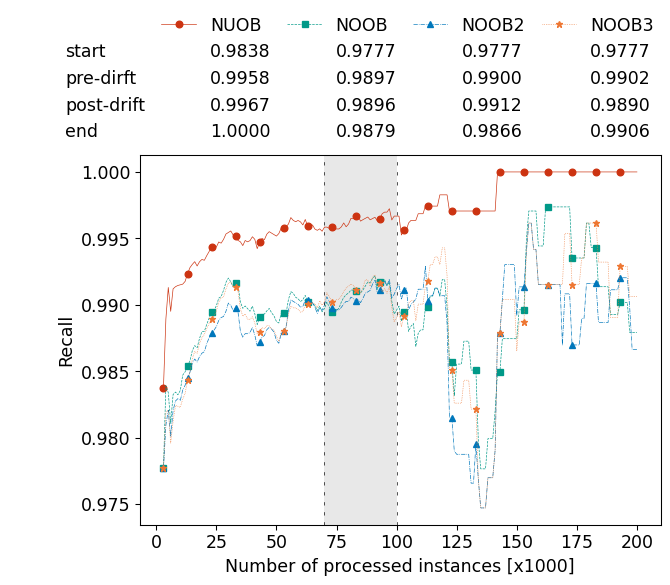 NUOB NOOB NOOB2 NOOB3
start 0.9838 0.9777 0.9777 0.9777
pre-dirft 0.9958 0.9897 0.9900 0.9902
post-drift 0.9967 0.9896 0.9912 0.9890
end 1.0000 0.9879 0.9866 0.9906
1.000
0.995
0.990
0.985
0.980
0.975
Recall
0 25 50 75 100 125 150 175 200
Number of processed instances [x1000]